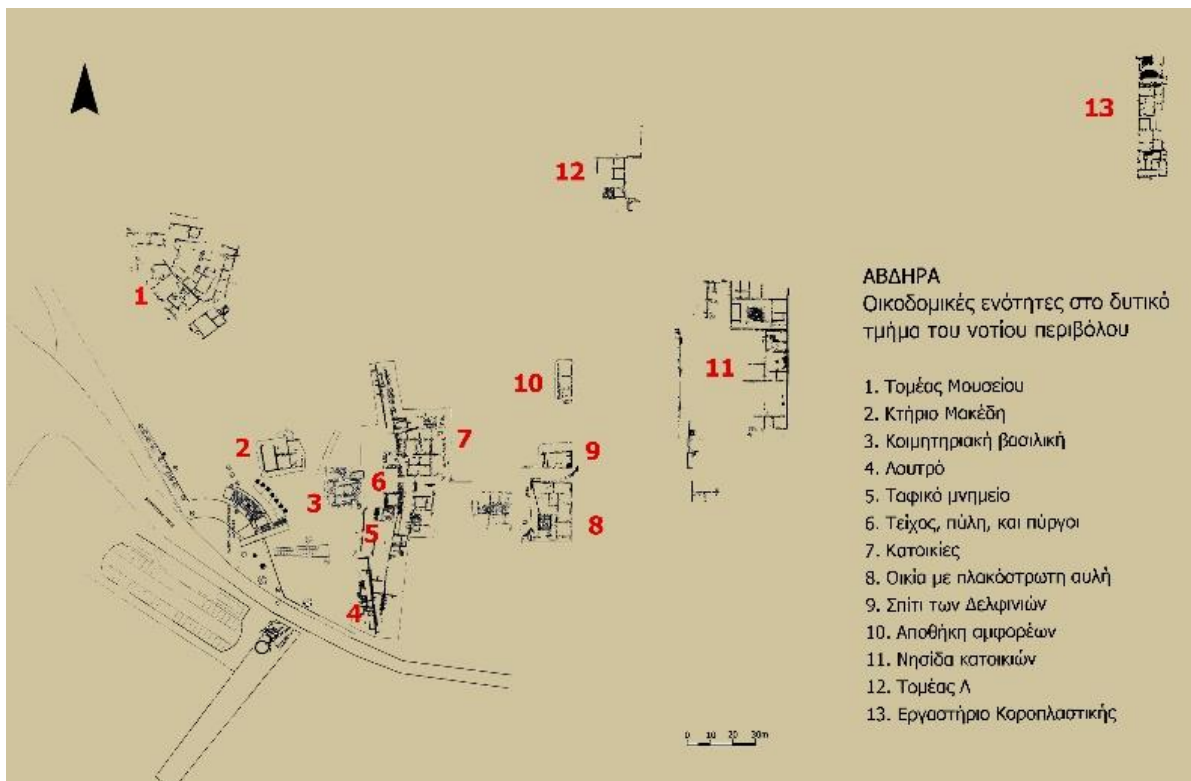 13
12
1
ΑΒΔΗΡΑ
Οικοδομικές ενότητες στο δυτικό
τμήμα του νοτίου περιβόλου
11
10
1. Τομέας Μουσείου
2. Κτήριο Μακέδη
3. Κοιμητηριακή βασιλική
4. Λουτρό
5. Ταφικό μνημείο
6. Τείχος, πύλη, και πύργοι
7. Κατοικίες
8. Οικία με πλακόστρωτη αυλή
9. Σπίτι των Δελφινιών
10. Αποθήκη αμφορέων
11. Νησίδα κατοικιών
12. Τομέας Λ
13. Εργαστήριο Κοροπλαστικής
7
2
9
6
3
8
5
4
0 10 20 30m